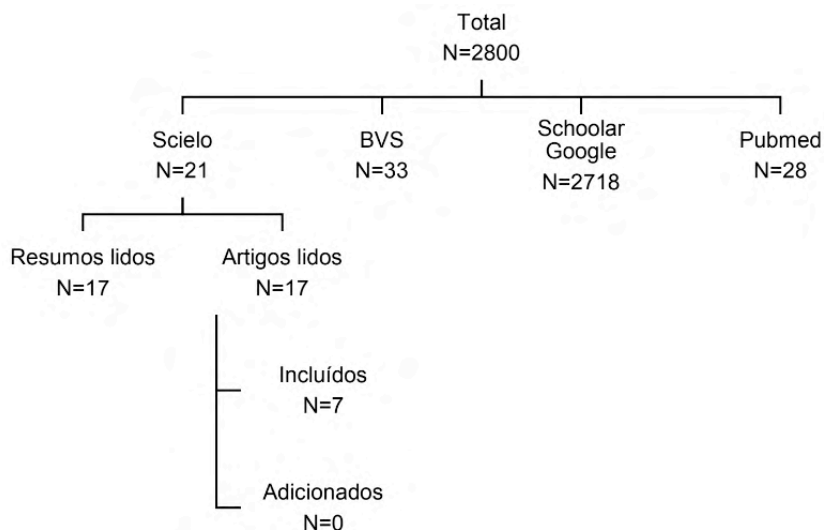 Total
N=2800
Scielo
N=21
BVS
N=33
Schoolar
Google
N=2718
Pubmed
N=28
Resumos lidos
N=17
Artigos lidos
N=17
Incluídos
N=7
Adicionados
N=0